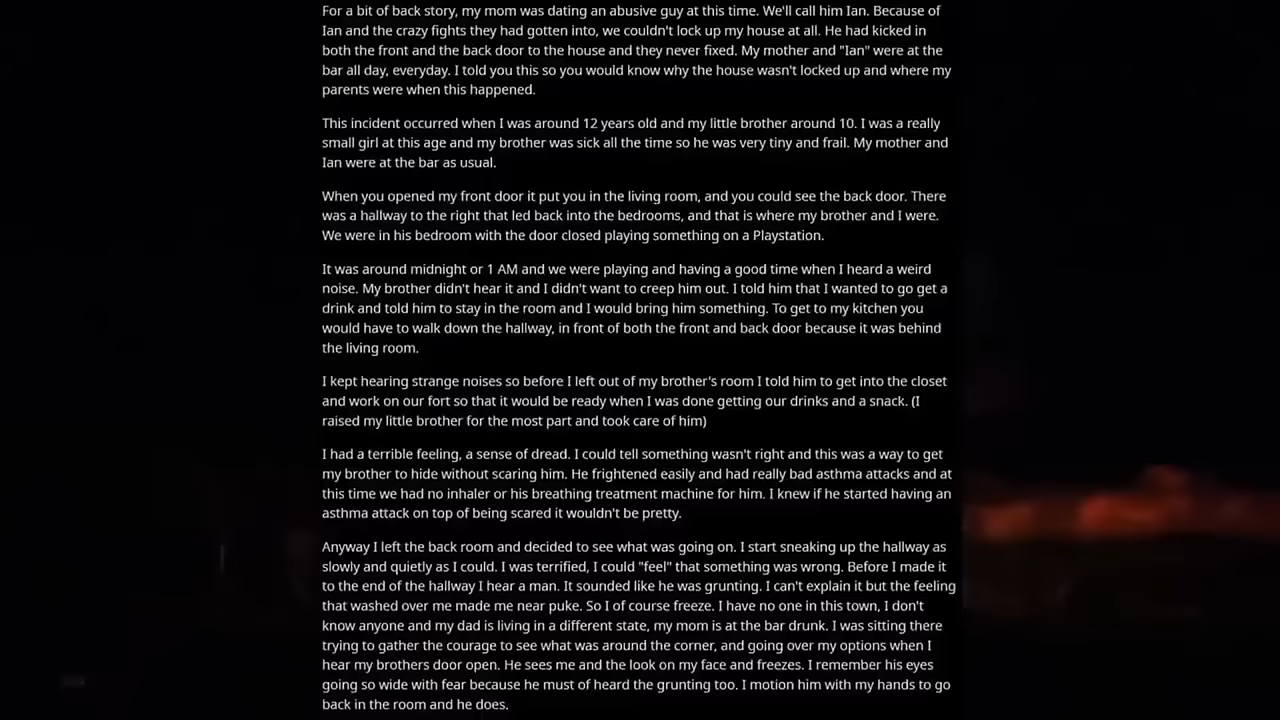 For a bit of back story, my mom was dating an abusive guy at this time. We'll call him Ian. Because of
Ian and the crazy fights they had gotten into, we couldn't lock up my house at all. He had kicked in
both the front and the back door to the house and they never fixed. My mother and "Ian" were at the
bar all day, everyday. I told you this so you would know why the house wasn't locked up and where my
parents were when this happened.
This incident occurred when I was around 12 years old and my little brother around 10. I was a really
small girl at this age and my brother was sick all the time so he was very tiny and frail. My mother and
Ian were at the bar as usual.
When you opened my front door it put you in the living room, and you could see the back door. There
was a hallway to the right that led back into the bedrooms, and that is where my brother and I were.
We were in his bedroom with the door closed playing something on a Playstation.
It was around midnight or 1 AM and we were playing and having a good time when I heard a weird
noise. My brother didn't hear it and I didn't want to creep him out. I told him that I wanted to go get a
drink and told him to stay in the room and I would bring him something. To get to my kitchen you
would have to walk down the hallway, in front of both the front and back door because it was behind
the living room.
I kept hearing strange noises so before I left out of my brother's room I told him to get into the closet
and work on our fort so that it would be ready when I was done getting our drinks and a snack. (I
raised my little brother for the most part and took care of him)
I had a terrible feeling, a sense of dread. I could tell something wasn't right and this was a way to get
my brother to hide without scaring him. He frightened easily and had really bad asthma attacks and at
this time we had no inhaler or his breathing treatment machine for him. I knew if he started having an
asthma attack on top of being scared it wouldn't be pretty.
Anyway I left the back room and decided to see what was going on. I start sneaking up the hallway as
slowly and quietly as I could. I was terrified, I could "feel" that something was wrong. Before I made it
to the end of the hallway I hear a man. It sounded like he was grunting. I can't explain it but the feeling
that washed over me made me near puke. So I of course freeze. I have no one in this town, I don't
know anyone and my dad is living in a different state, my mom is at the bar drunk. I was sitting there
trying to gather the courage to see what was around the corner, and going over my options when I
hear my brothers door open. He sees me and the look on my face and freezes. I remember his eyes
going so wide with fear because he must of heard the grunting too. I motion him with my hands to go
back in the room and he does.